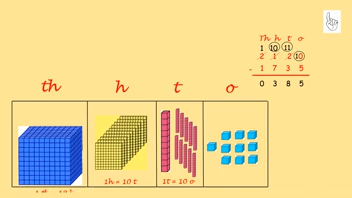 Th h t o
1 10 11
2 1 2 10
- 1 7 3 5
0 3 8 5
th h t o
1h = 10 t
1t = 10 o